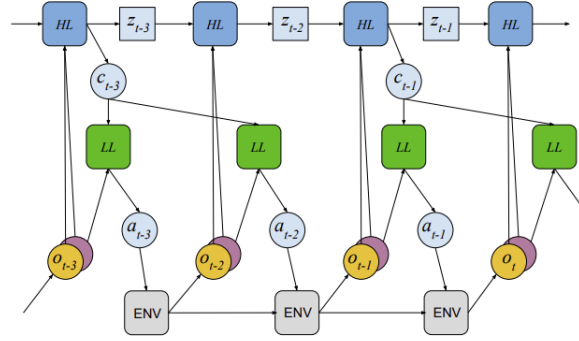 HL z_{t-3} HL z_{t-2} HL z_{t-1} HL
c_{t-3} c_{t-1}
LL LL LL LL
a_{t-3} a_{t-2} a_{t-1}
o_{t-3} o_{t-2} o_{t-1} o_t
ENV ENV ENV